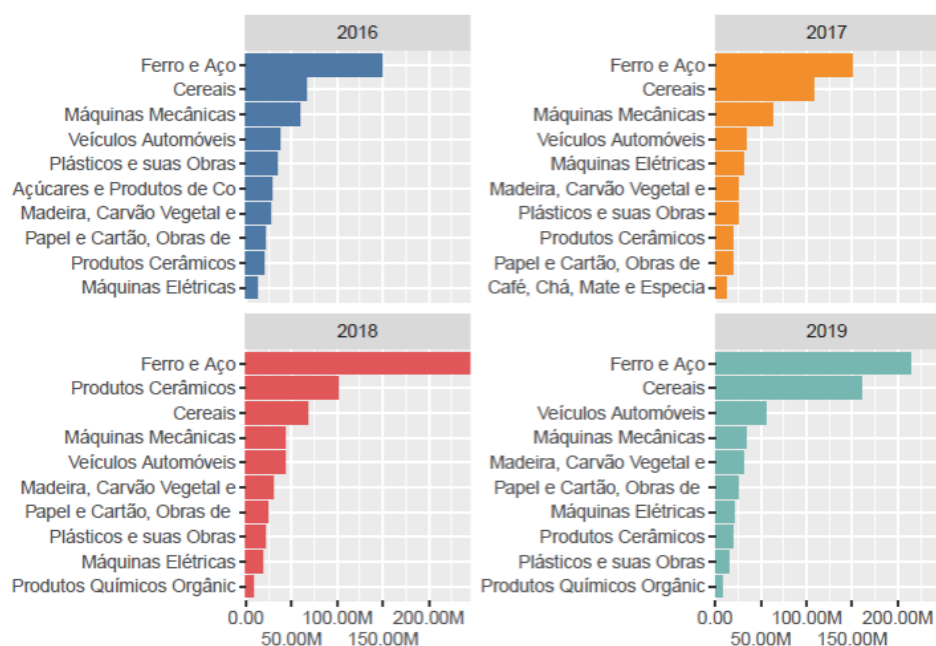 2016
Ferro e Aço
Cereais
Máquinas Mecânicas
Veículos Automóveis
Plásticos e suas Obras
Açúcares e Produtos de Co
Madeira, Carvão Vegetal e
Papel e Cartão, Obras de
Produtos Cerâmicos
Máquinas Elétricas
2017
Ferro e Aço
Cereais
Máquinas Mecânicas
Veículos Automóveis
Máquinas Elétricas
Madeira, Carvão Vegetal e
Plásticos e suas Obras
Produtos Cerâmicos
Papel e Cartão, Obras de
Café, Chá, Mate e Especia
2018
Ferro e Aço
Produtos Cerâmicos
Cereais
Máquinas Mecânicas
Veículos Automóveis
Madeira, Carvão Vegetal e
Papel e Cartão, Obras de
Plásticos e suas Obras
Máquinas Elétricas
Produtos Químicos Orgânic
0.00 100.00M 200.00M
50.00M 150.00M
2019
Ferro e Aço
Cereais
Veículos Automóveis
Máquinas Mecânicas
Madeira, Carvão Vegetal e
Papel e Cartão, Obras de
Máquinas Elétricas
Produtos Cerâmicos
Plásticos e suas Obras
Produtos Químicos Orgânic
0.00 100.00M 200.00M
50.00M 150.00M